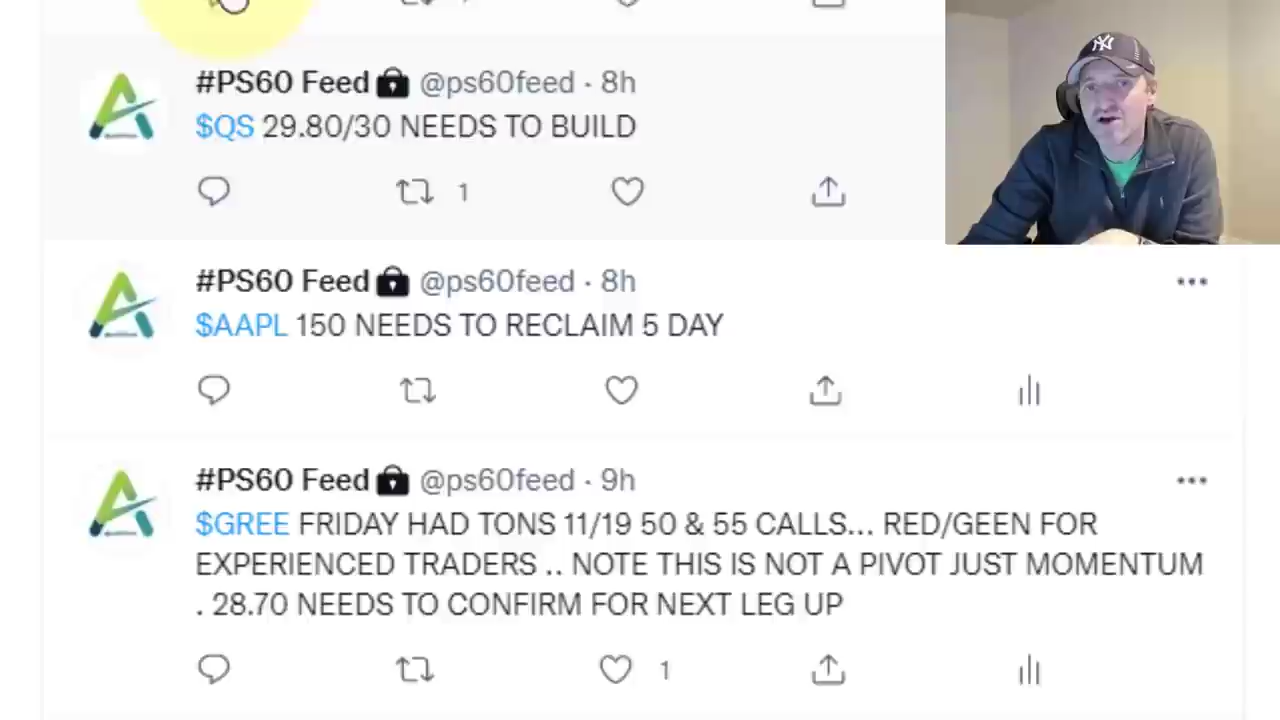 #PS60 Feed @ps60feed · 8h
$QS 29.80/30 NEEDS TO BUILD
1
#PS60 Feed @ps60feed · 8h
$AAPL 150 NEEDS TO RECLAIM 5 DAY
#PS60 Feed @ps60feed · 9h
$GREE FRIDAY HAD TONS 11/19 50 & 55 CALLS... RED/GEEN FOR
EXPERIENCED TRADERS .. NOTE THIS IS NOT A PIVOT JUST MOMENTUM
. 28.70 NEEDS TO CONFIRM FOR NEXT LEG UP
1